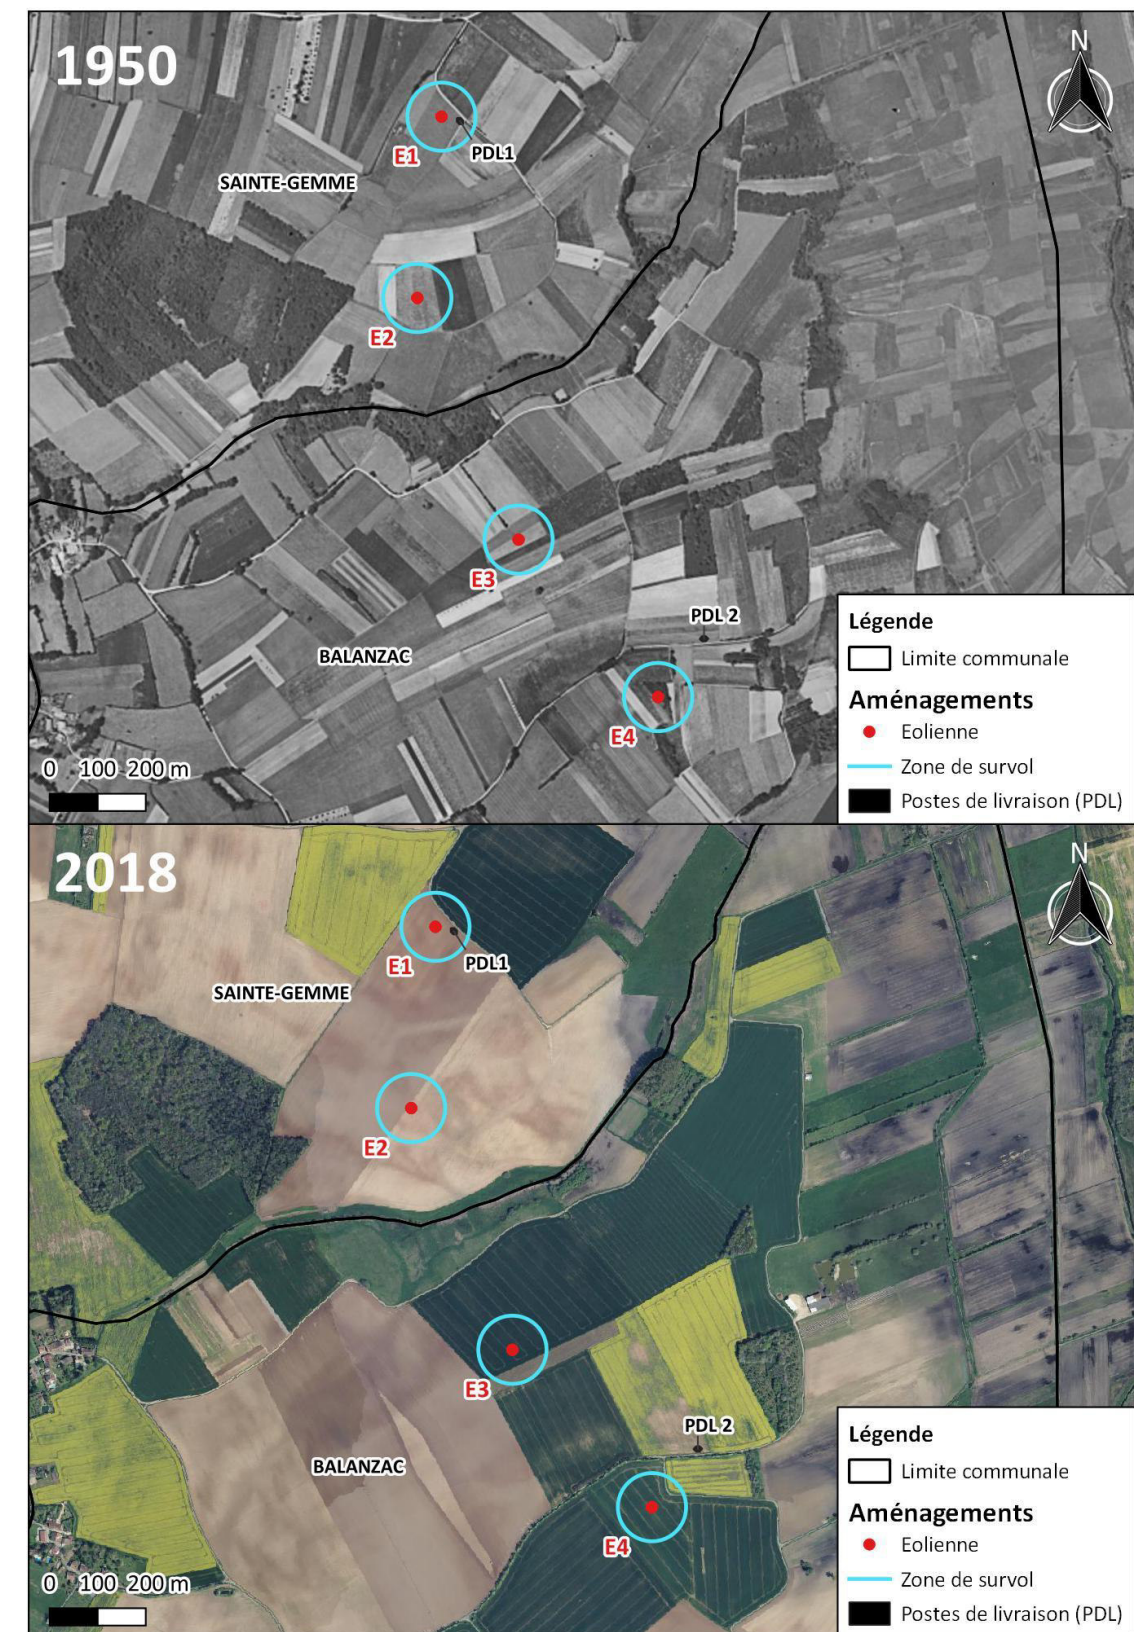 1950
N
E1
PDL1
SAINTE-GEMME
E2
E3
PDL 2
BALANZAC
E4
0 100 200 m
Légende
Limite communale
Aménagements
Eolienne
Zone de survol
Postes de livraison (PDL)
2018
N
E1
PDL1
SAINTE-GEMME
E2
E3
PDL 2
BALANZAC
E4
0 100 200 m
Légende
Limite communale
Aménagements
Eolienne
Zone de survol
Postes de livraison (PDL)